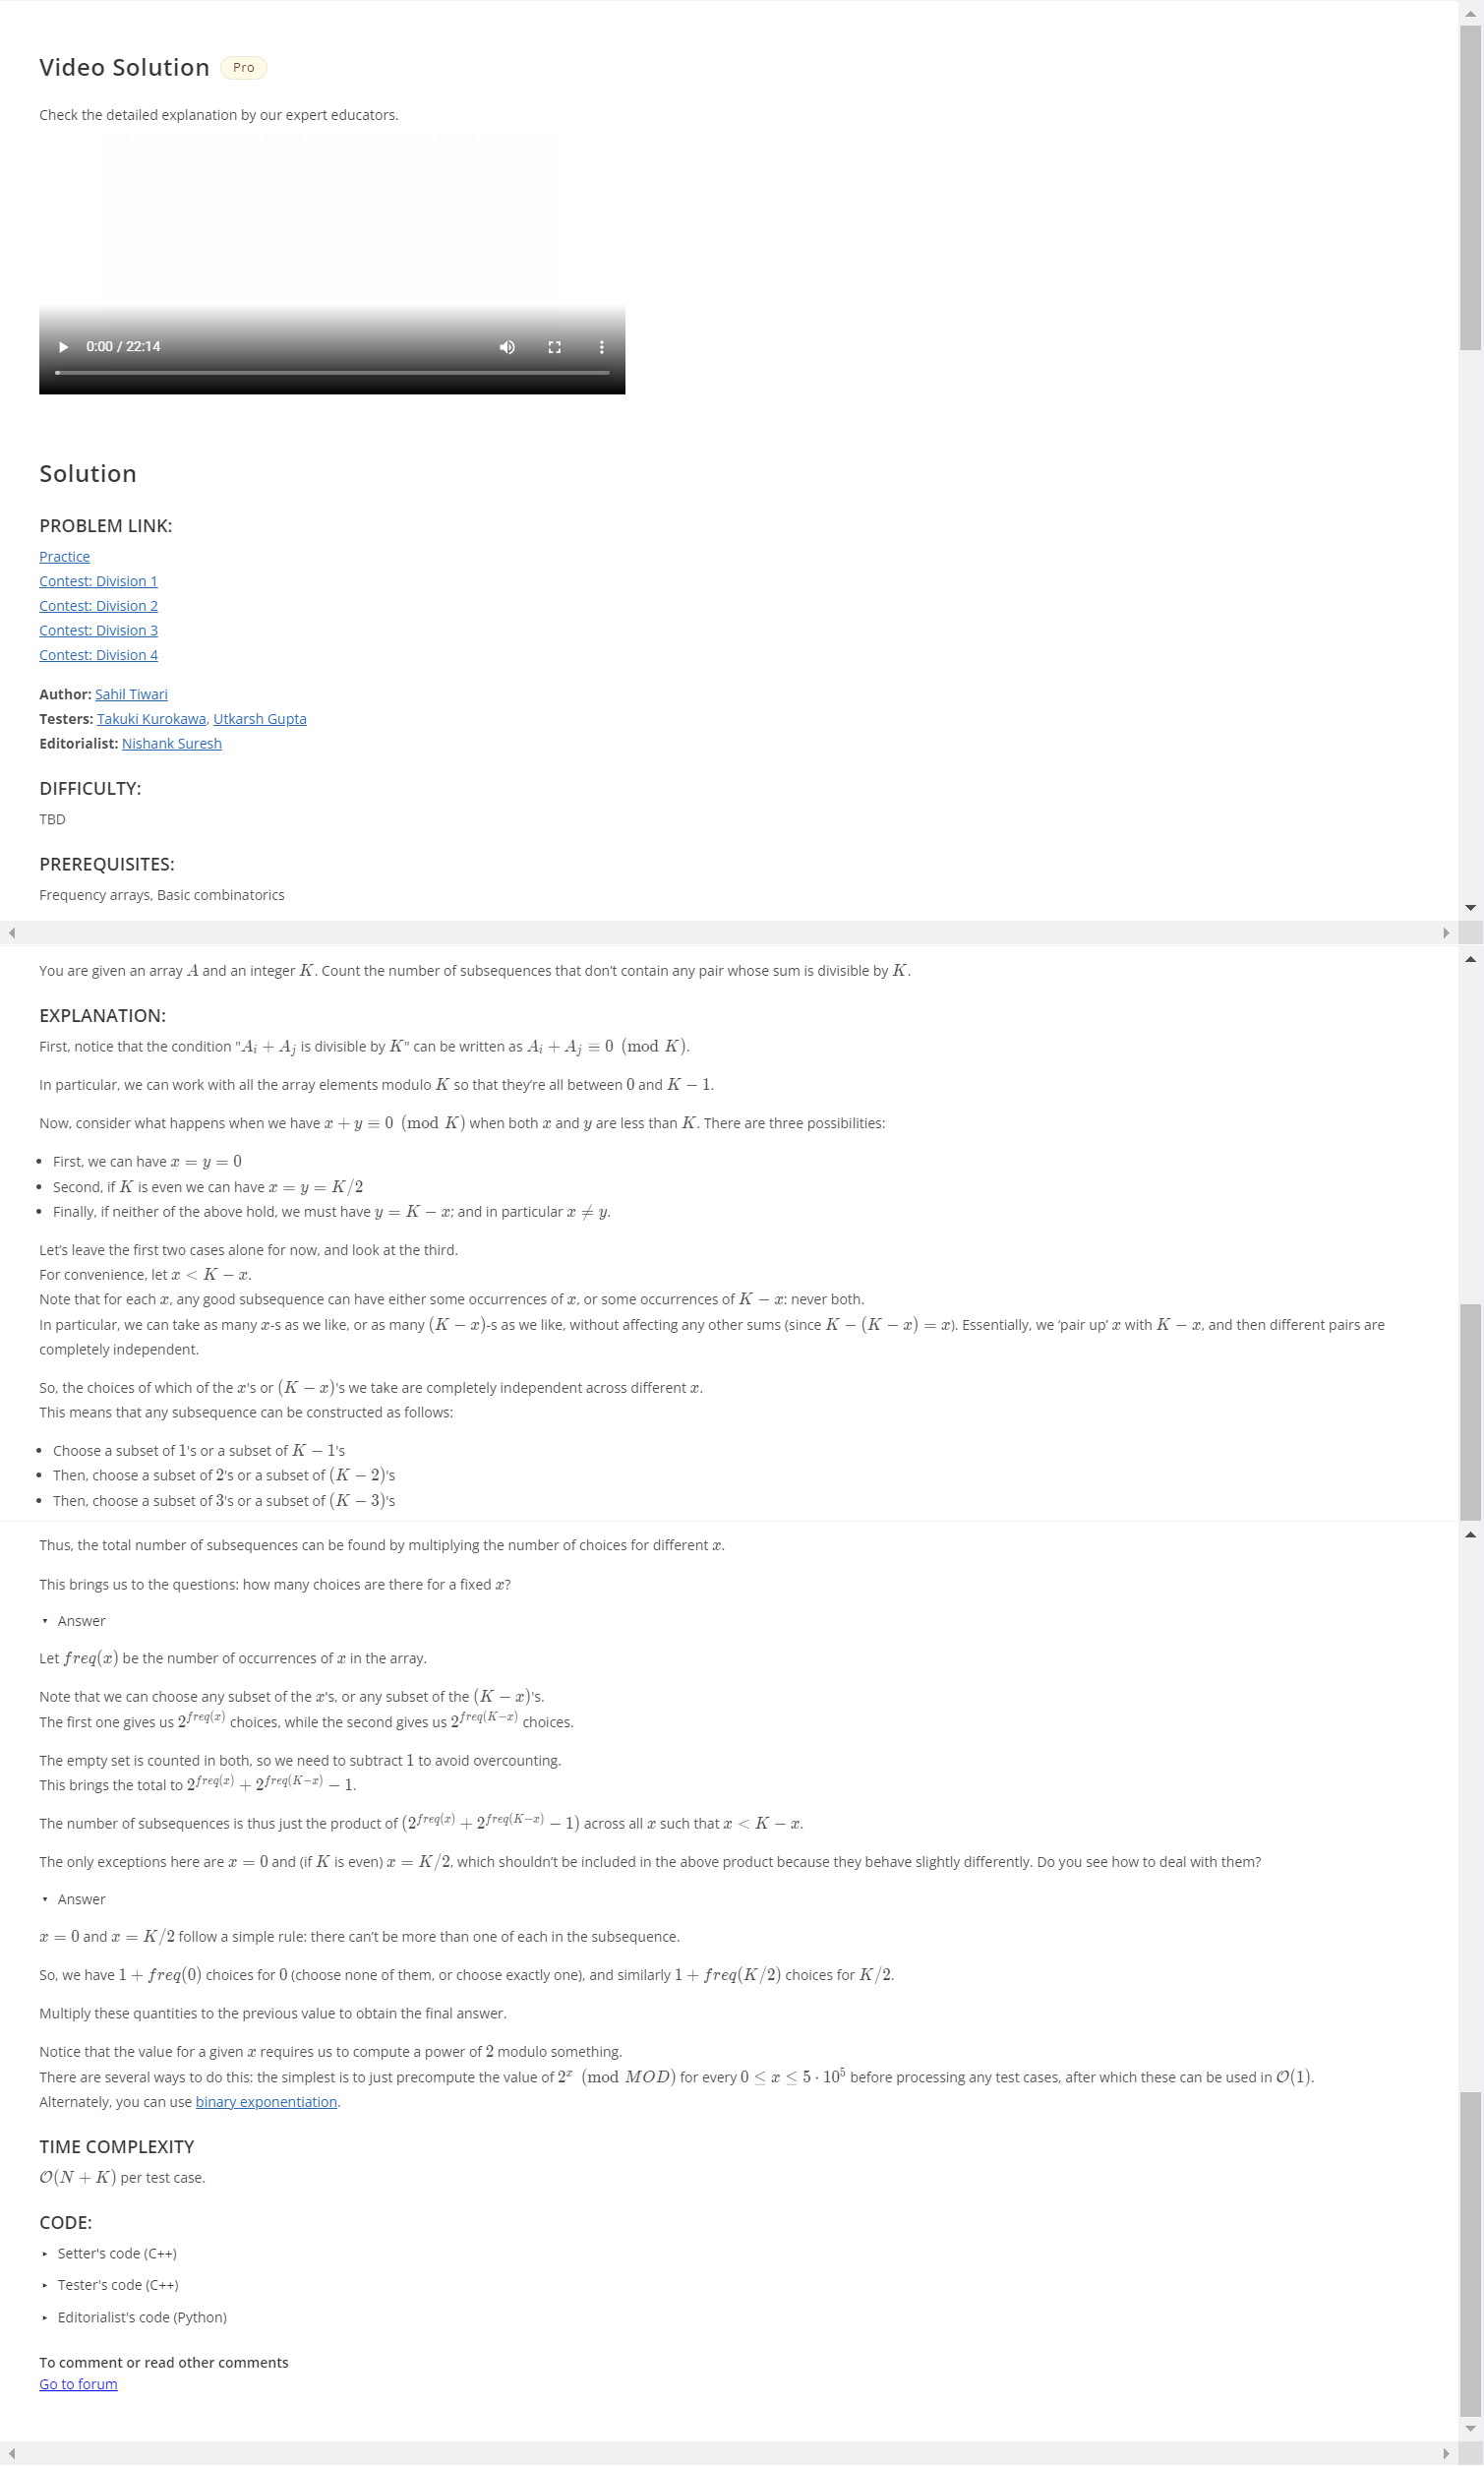 Video Solution Pro
Check the detailed explanation by our expert educators.
0:00 / 22:14
Solution
PROBLEM LINK:
Practice
Contest: Division 1
Contest: Division 2
Contest: Division 3
Contest: Division 4
Author: Sahil Tiwari
Testers: Takuki Kurokawa, Utkarsh Gupta
Editorialist: Nishank Suresh
DIFFICULTY:
TBD
PREREQUISITES:
Frequency arrays, Basic combinatorics
You are given an array A and an integer K. Count the number of subsequences that don’t contain any pair whose sum is divisible by K.
EXPLANATION:
First, notice that the condition "A_i + A_j is divisible by K" can be written as A_i + A_j ≡ 0 (mod K).
In particular, we can work with all the array elements modulo K so that they’re all between 0 and K − 1.
Now, consider what happens when we have x + y ≡ 0 (mod K) when both x and y are less than K. There are three possibilities:
• First, we can have x = y = 0
• Second, if K is even we can have x = y = K/2
• Finally, if neither of the above hold, we must have y = K − x; and in particular x ≠ y.
Let’s leave the first two cases alone for now, and look at the third.
For convenience, let x < K − x.
Note that for each x, any good subsequence can have either some occurrences of x, or some occurrences of K − x: never both.
In particular, we can take as many x-s as we like, or as many (K − x)-s as we like, without affecting any other sums (since K − (K − x) = x). Essentially, we ‘pair up’ x with K − x, and then different pairs are
completely independent.
So, the choices of which of the x's or (K − x)'s we take are completely independent across different x.
This means that any subsequence can be constructed as follows:
• Choose a subset of 1's or a subset of K − 1's
• Then, choose a subset of 2's or a subset of (K − 2)'s
• Then, choose a subset of 3's or a subset of (K − 3)'s
Thus, the total number of subsequences can be found by multiplying the number of choices for different x.
This brings us to the questions: how many choices are there for a fixed x?
▾ Answer
Let freq(x) be the number of occurrences of x in the array.
Note that we can choose any subset of the x's, or any subset of the (K − x)'s.
The first one gives us 2^{freq(x)} choices, while the second gives us 2^{freq(K−x)} choices.
The empty set is counted in both, so we need to subtract 1 to avoid overcounting.
This brings the total to 2^{freq(x)} + 2^{freq(K−x)} − 1.
The number of subsequences is thus just the product of (2^{freq(x)} + 2^{freq(K−x)} − 1) across all x such that x < K − x.
The only exceptions here are x = 0 and (if K is even) x = K/2, which shouldn’t be included in the above product because they behave slightly differently. Do you see how to deal with them?
▾ Answer
x = 0 and x = K/2 follow a simple rule: there can’t be more than one of each in the subsequence.
So, we have 1 + freq(0) choices for 0 (choose none of them, or choose exactly one), and similarly 1 + freq(K/2) choices for K/2.
Multiply these quantities to the previous value to obtain the final answer.
Notice that the value for a given x requires us to compute a power of 2 modulo something.
There are several ways to do this: the simplest is to just precompute the value of 2^x (mod MOD) for every 0 ≤ x ≤ 5 · 10^5 before processing any test cases, after which these can be used in O(1).
Alternately, you can use binary exponentiation.
TIME COMPLEXITY
O(N + K) per test case.
CODE:
▸ Setter's code (C++)
▸ Tester's code (C++)
▸ Editorialist's code (Python)
To comment or read other comments
Go to forum